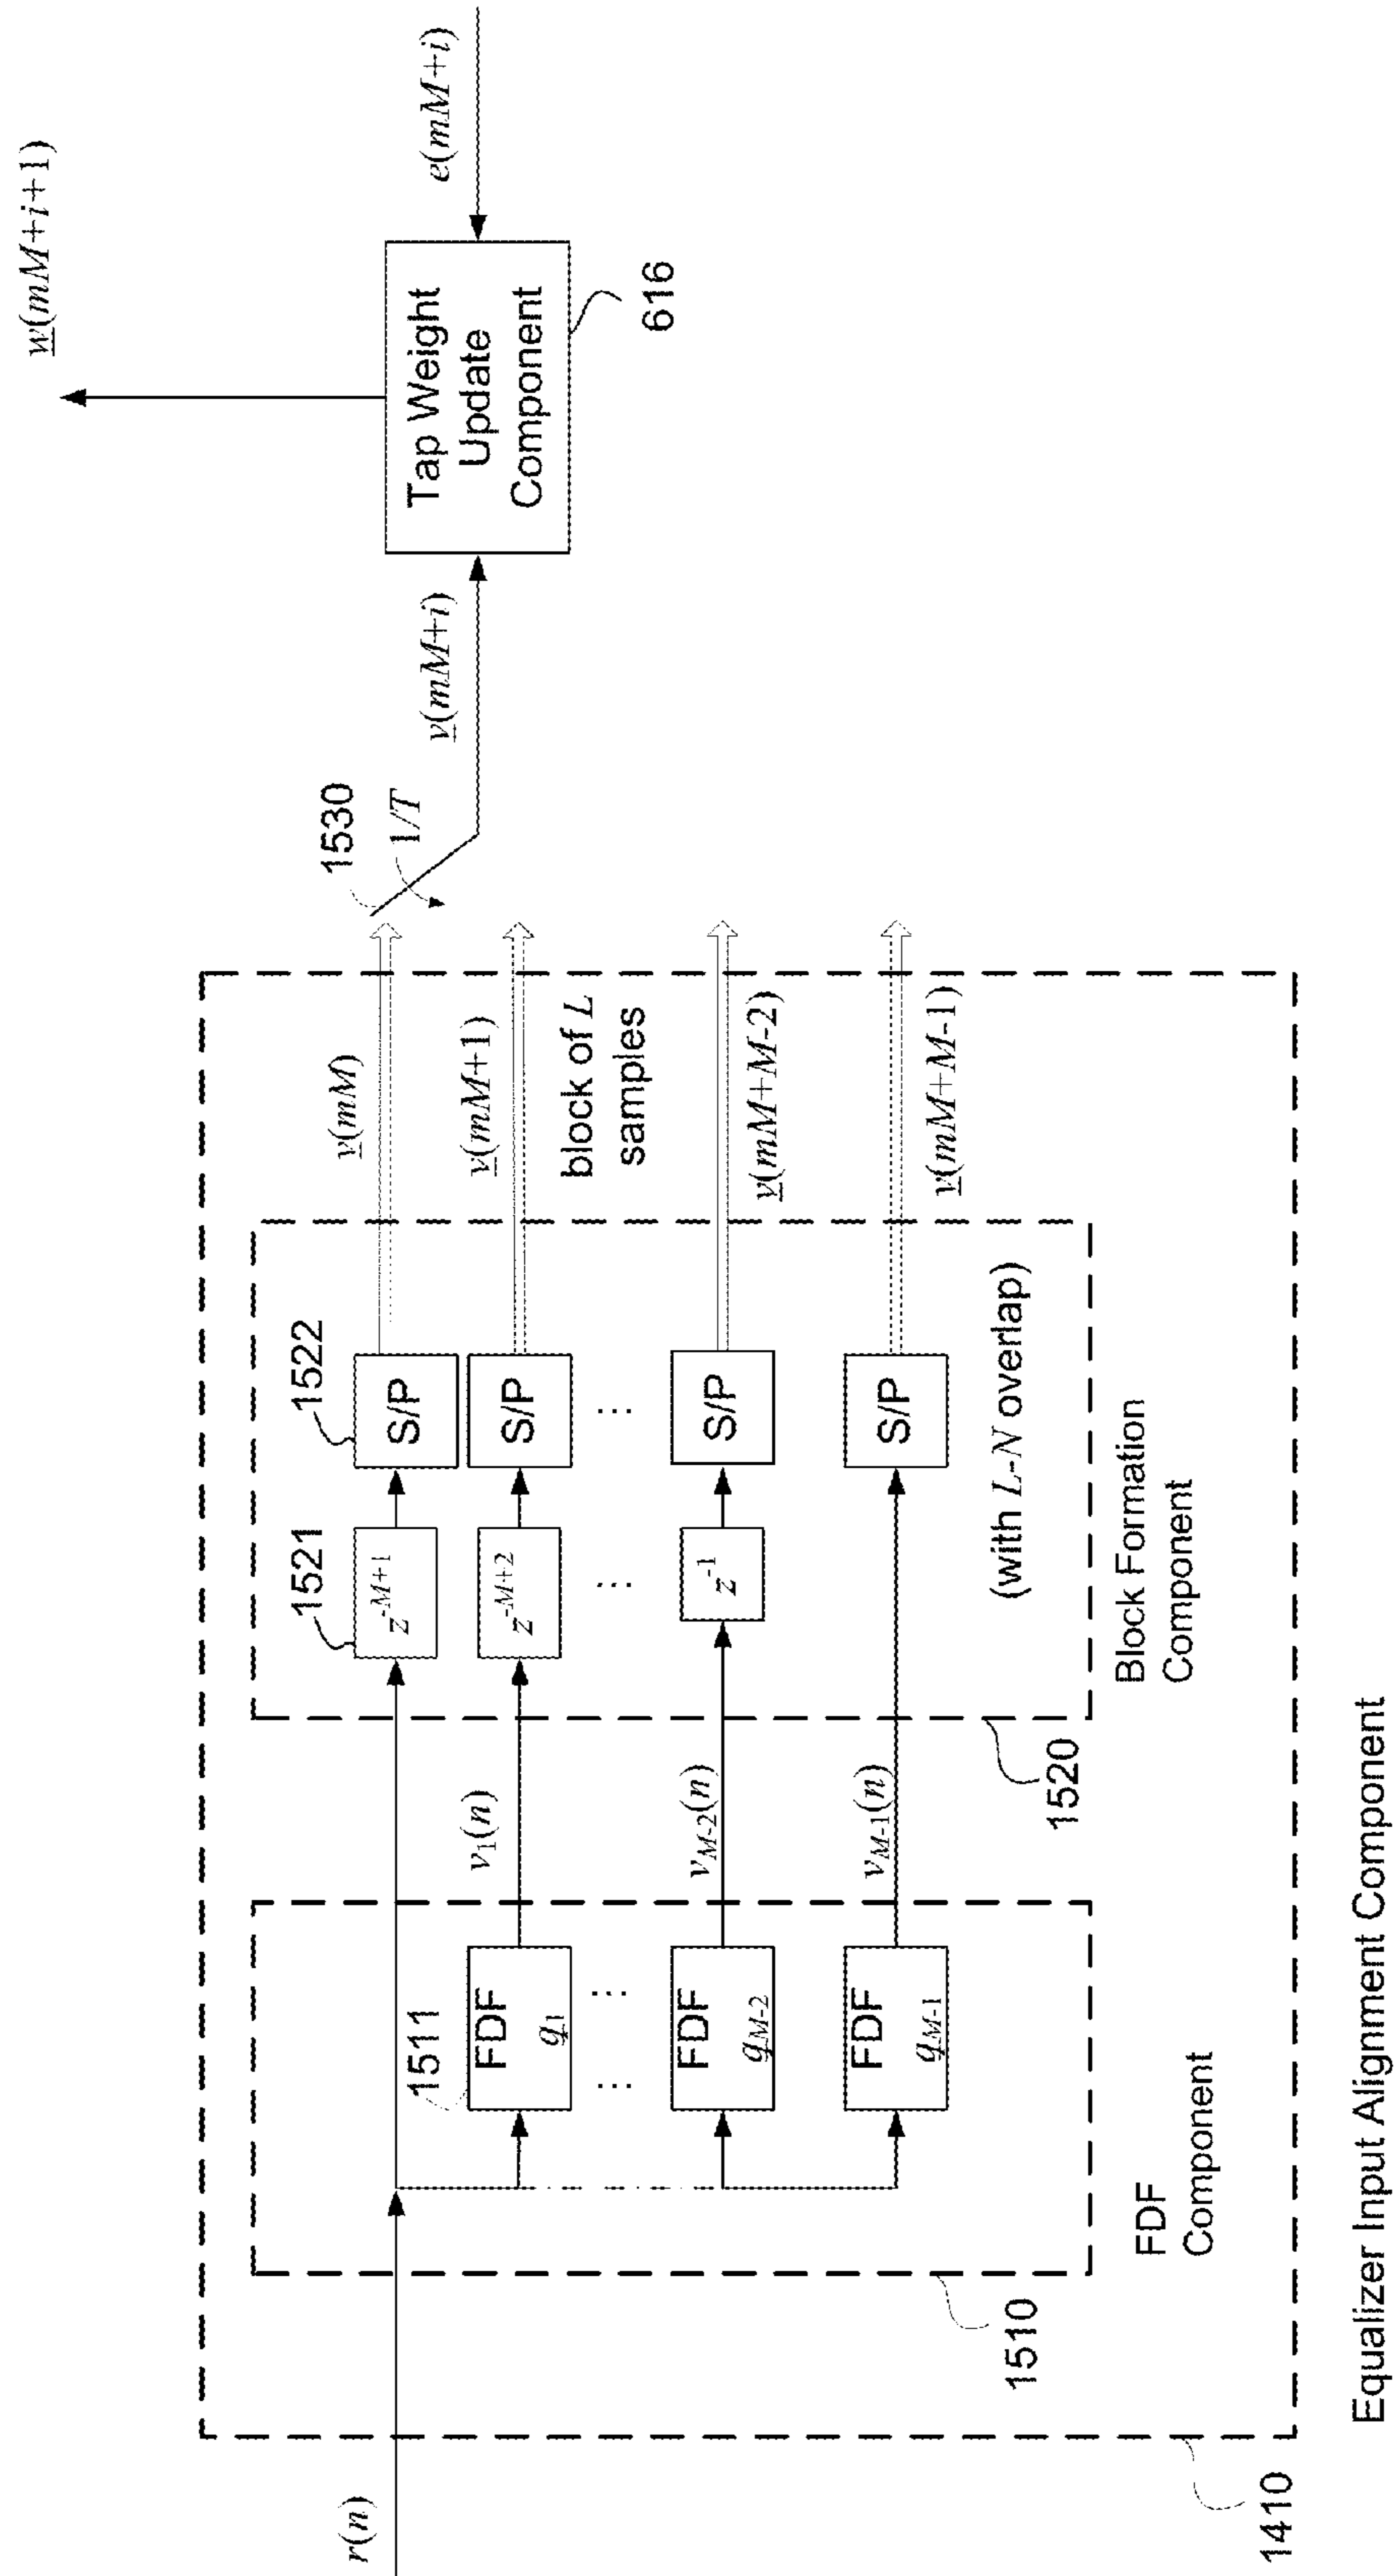 r(n)
1410
1510
FDF
Component
1511
FDF
q1
...
...
FDF
qM-2
FDF
qM-1
v1(n)
vM-2(n)
vM-1(n)
1520
Block Formation
Component
1521
z-M+1
z-M+2
...
z-1
1522
S/P
S/P
...
S/P
S/P
(with L-N overlap)
v(mM)
v(mM+1)
block of L
samples
v(mM+M-2)
v(mM+M-1)
1530
1/T
v(mM+i)
Tap Weight
Update
Component
616
w(mM+i+1)
e(mM+i)
Equalizer Input Alignment Component